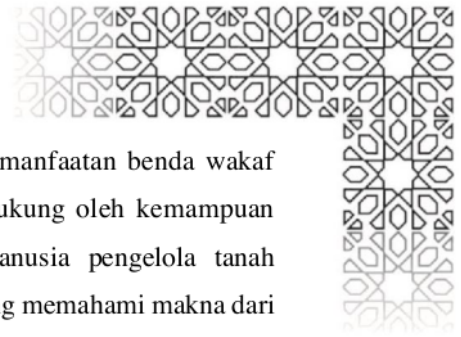 manfaatan benda wakaf
ukung oleh kemampuan
anusia pengelola tanah
g memahami makna dari